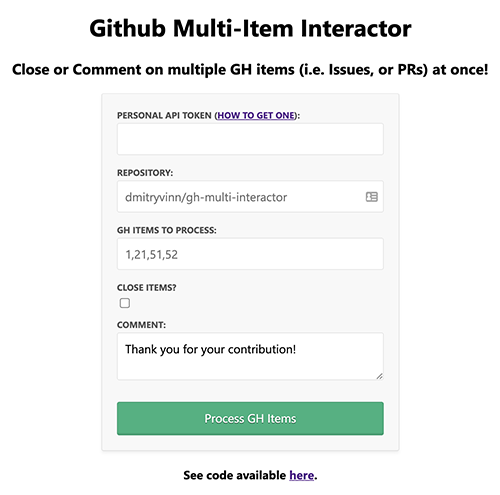 Github Multi-Item Interactor
Close or Comment on multiple GH items (i.e. Issues, or PRs) at once!
PERSONAL API TOKEN (HOW TO GET ONE):
REPOSITORY:
dmitryvinn/gh-multi-interactor
GH ITEMS TO PROCESS:
1,21,51,52
CLOSE ITEMS?
COMMENT:
Thank you for your contribution!
Process GH Items
See code available here.